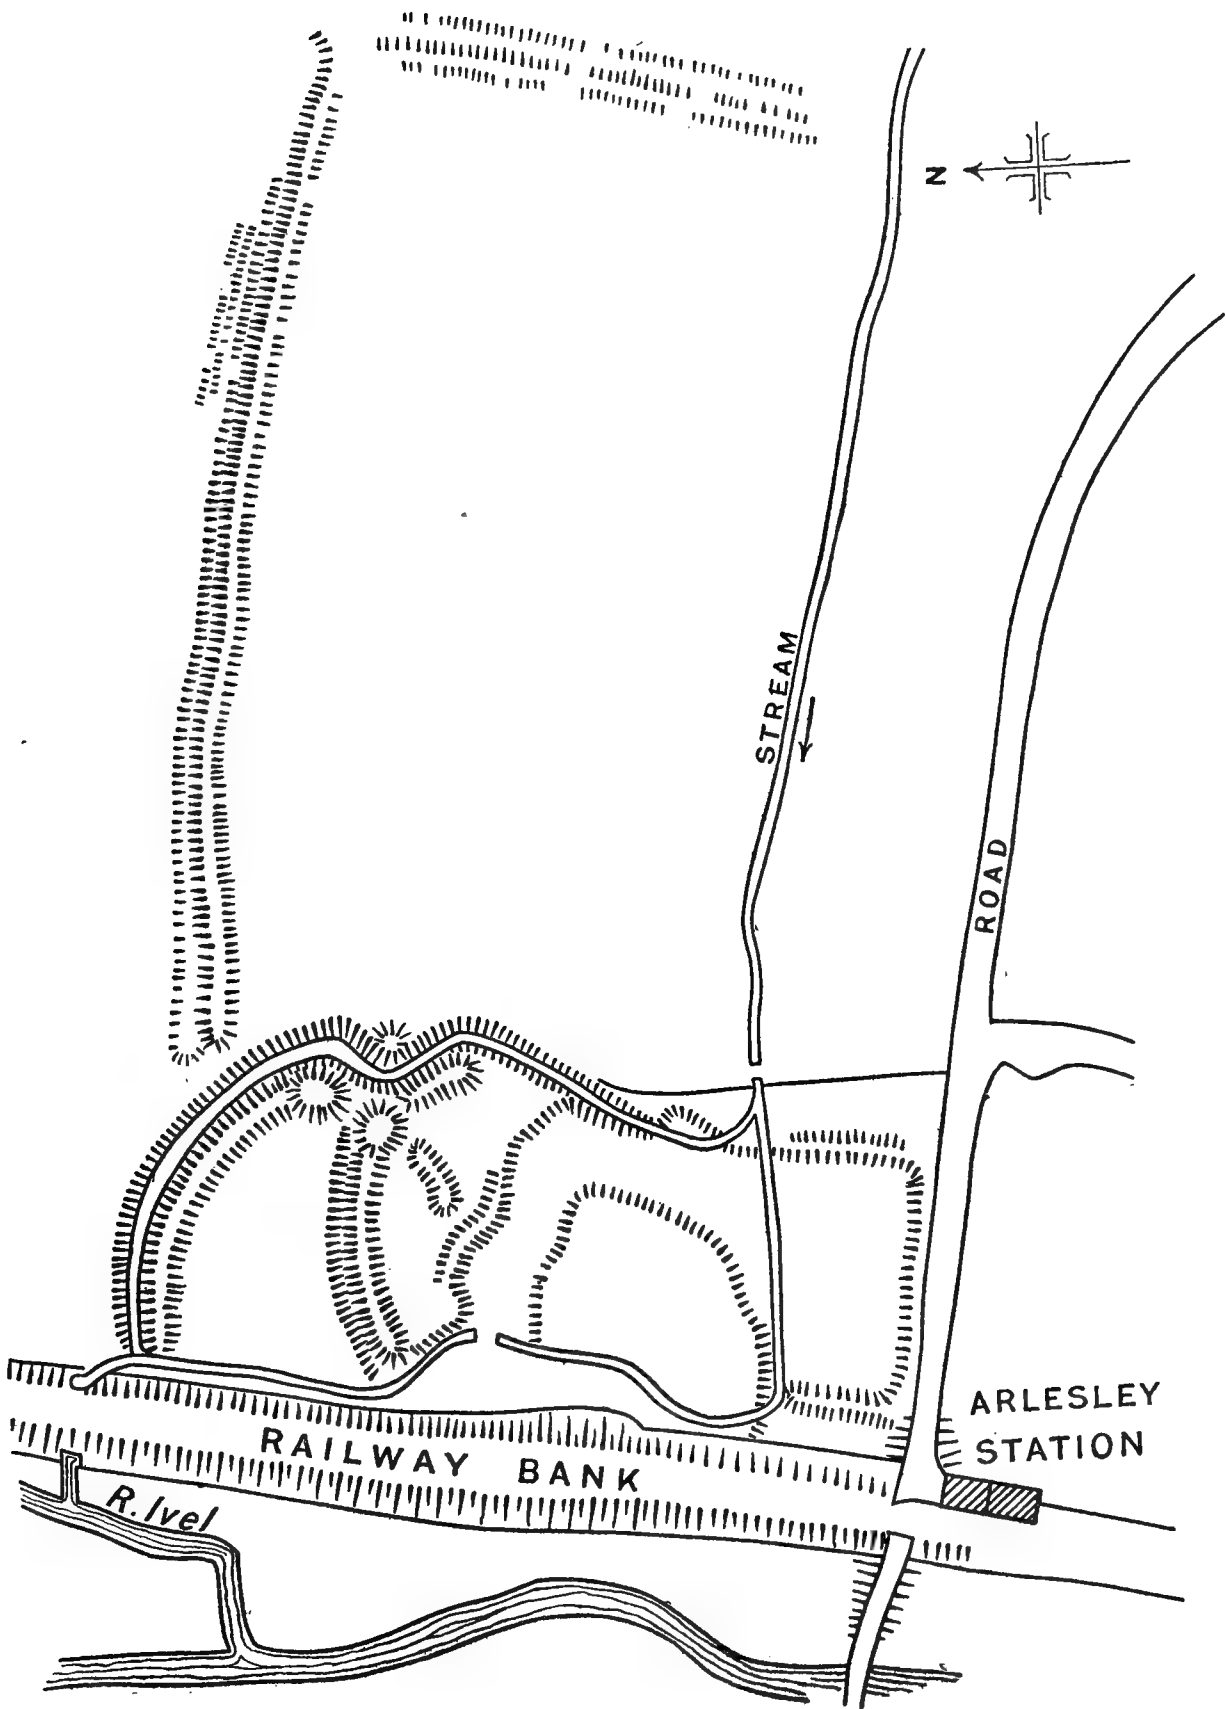 N
STREAM
ROAD
ARLESLEY
STATION
RAILWAY BANK
R. Ivel